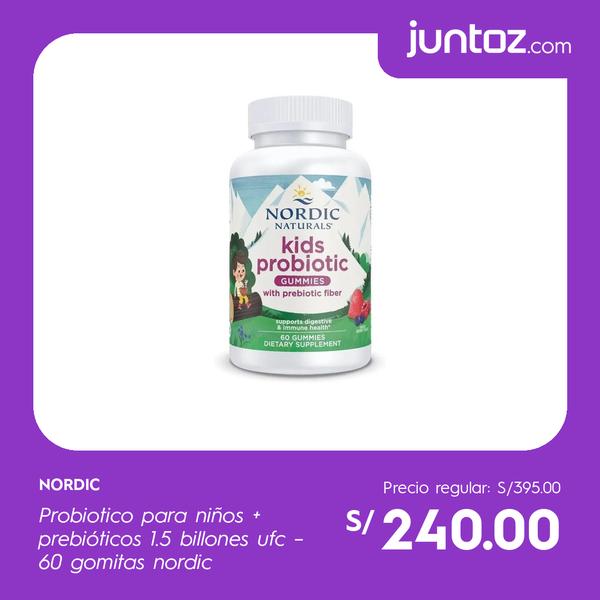 juntoz.com
NORDIC
NATURALS®
kids
probiotic
GUMMIES
with prebiotic fiber
supports digestive
& immune health*
60 GUMMIES
DIETARY SUPPLEMENT
NORDIC
Probiotico para niños +
prebióticos 1.5 billones ufc -
60 gomitas nordic
Precio regular: S/395.00
S/ 240.00